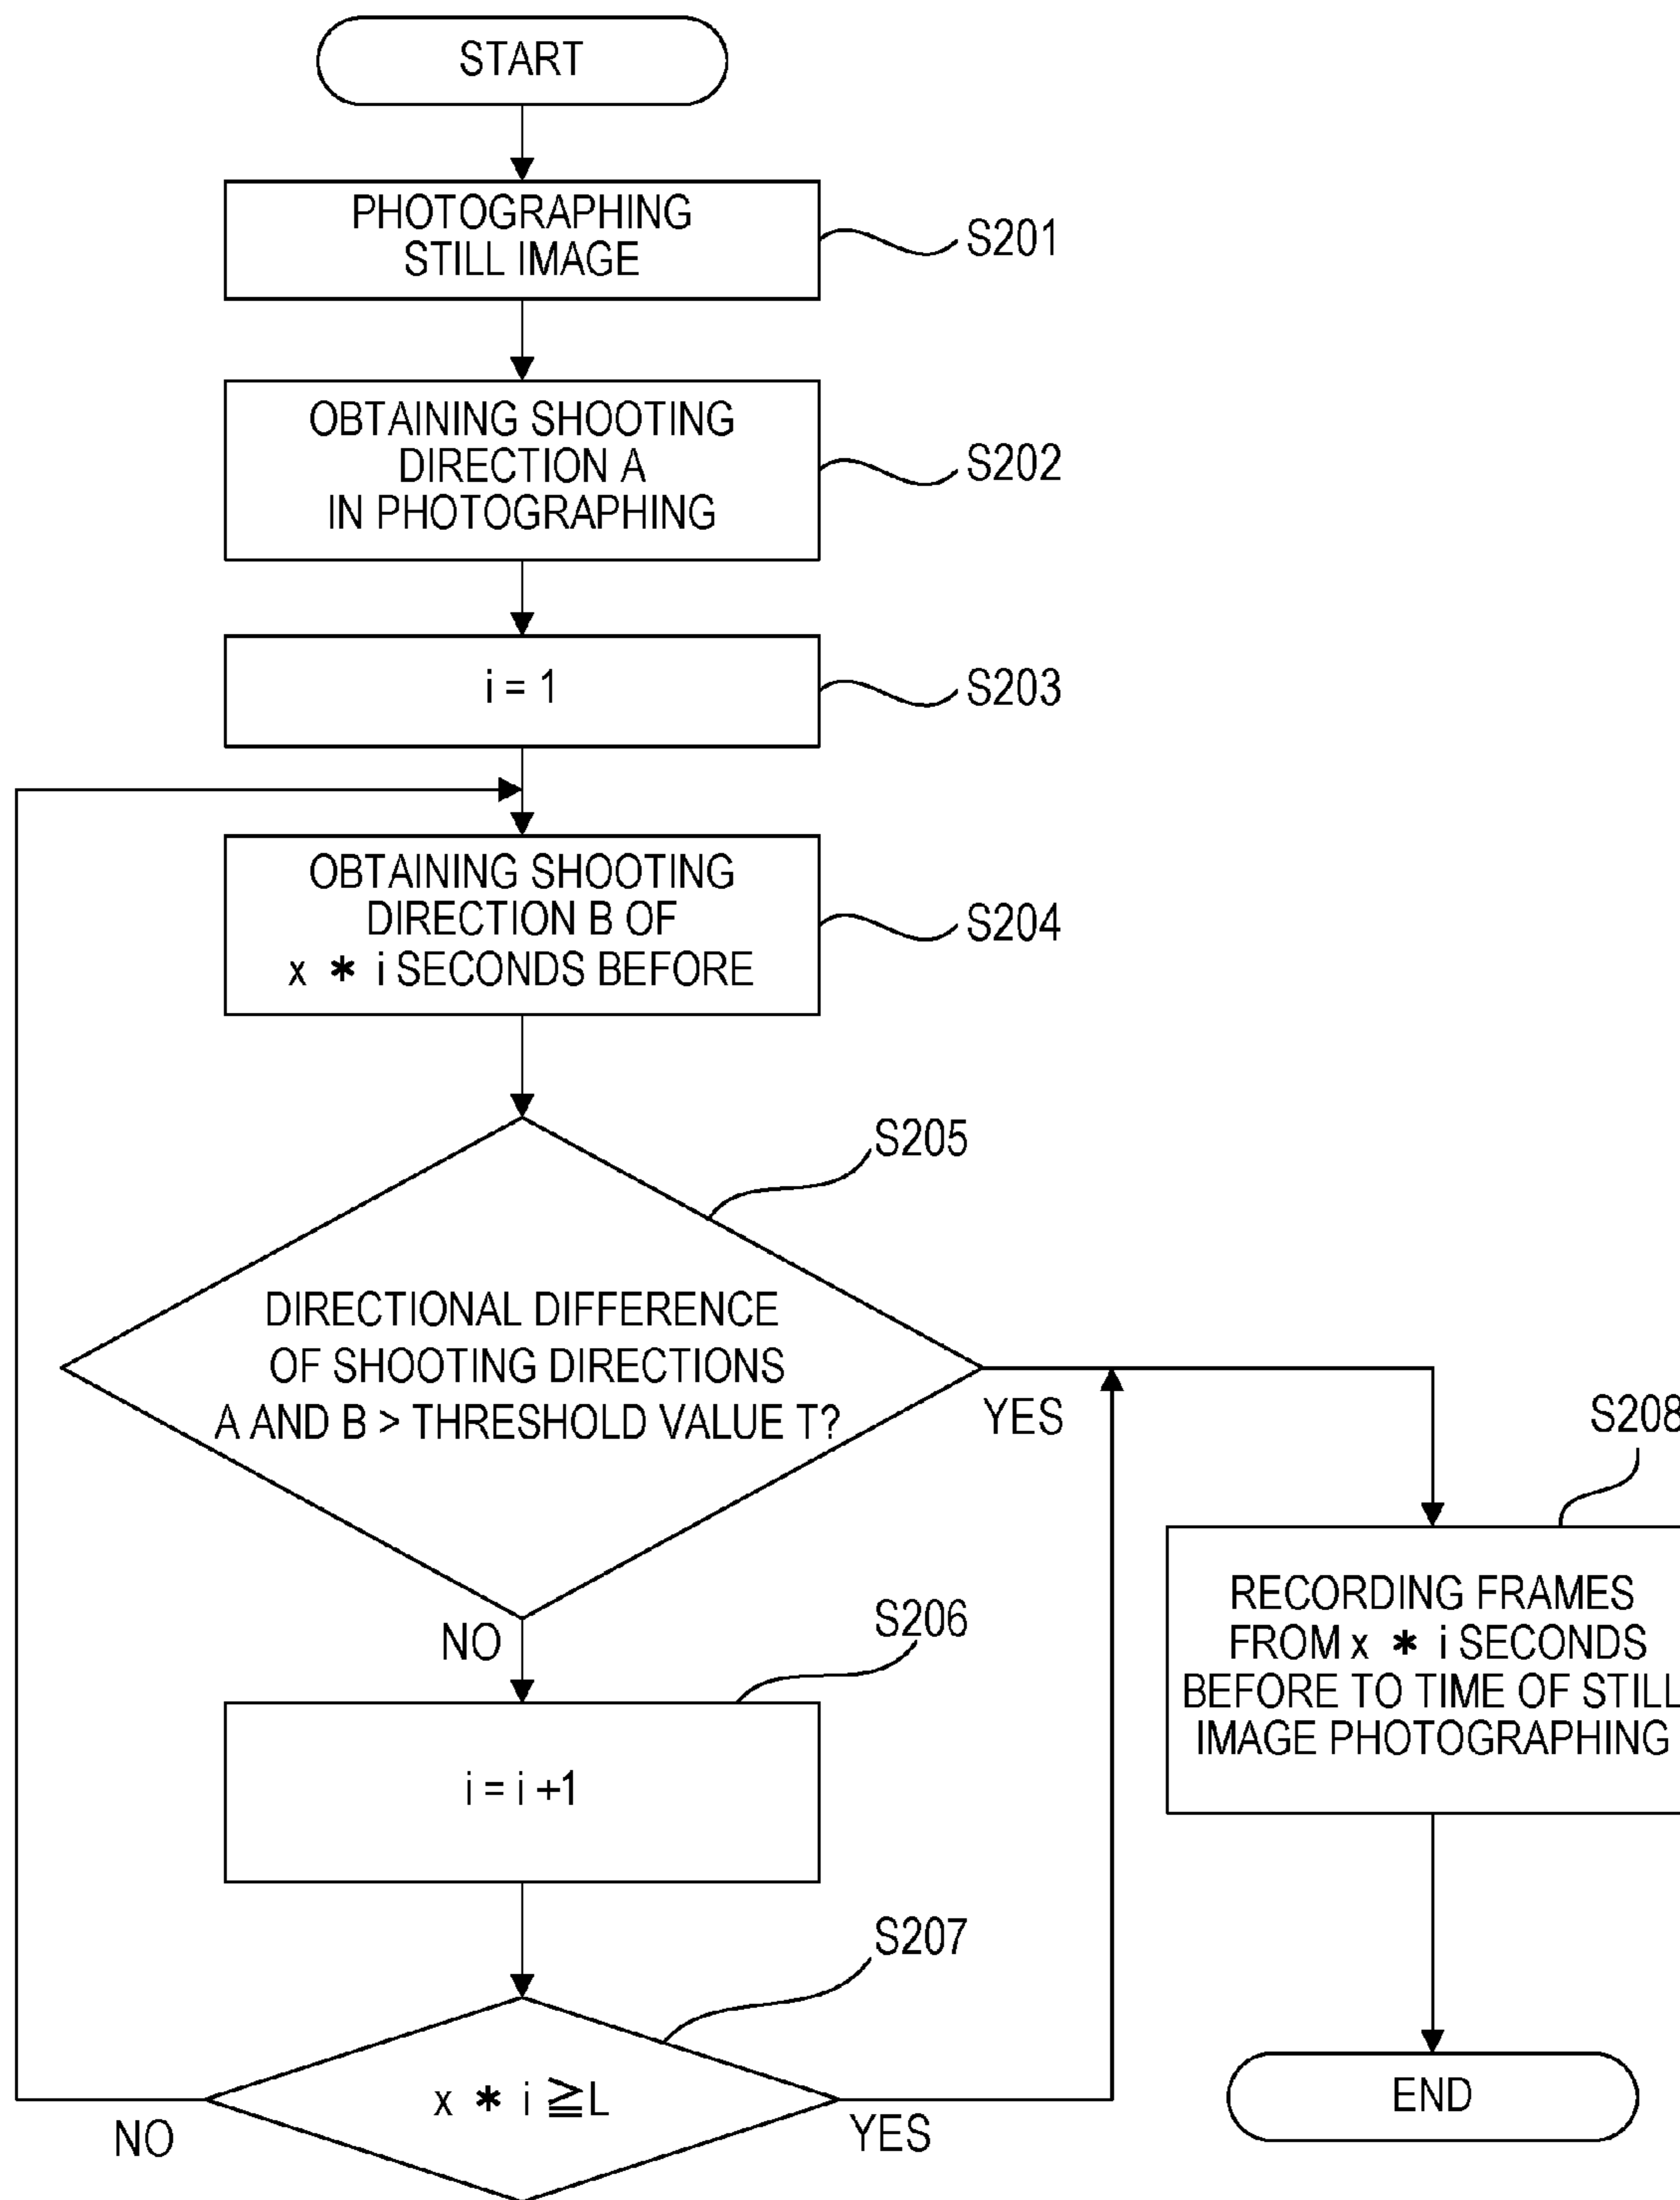 START
PHOTOGRAPHING
STILL IMAGE
S201
OBTAINING SHOOTING
DIRECTION A
IN PHOTOGRAPHING
S202
i = 1
S203
OBTAINING SHOOTING
DIRECTION B OF
x * i SECONDS BEFORE
S204
S205
DIRECTIONAL DIFFERENCE
OF SHOOTING DIRECTIONS
A AND B > THRESHOLD VALUE T?
YES
NO
S206
i = i +1
S207
x * i ≧L
NO
YES
S208
RECORDING FRAMES
FROM x * i SECONDS
BEFORE TO TIME OF STILL
IMAGE PHOTOGRAPHING
END